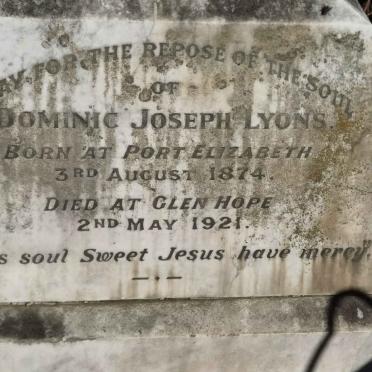 AY FOR THE REPOSE OF THE SOUL
OF
DOMINIC JOSEPH LYONS
BORN AT PORT ELIZABETH
3RD AUGUST 1874.
DIED AT GLEN HOPE
2ND MAY 1921.
s soul Sweet Jesus have mercy."